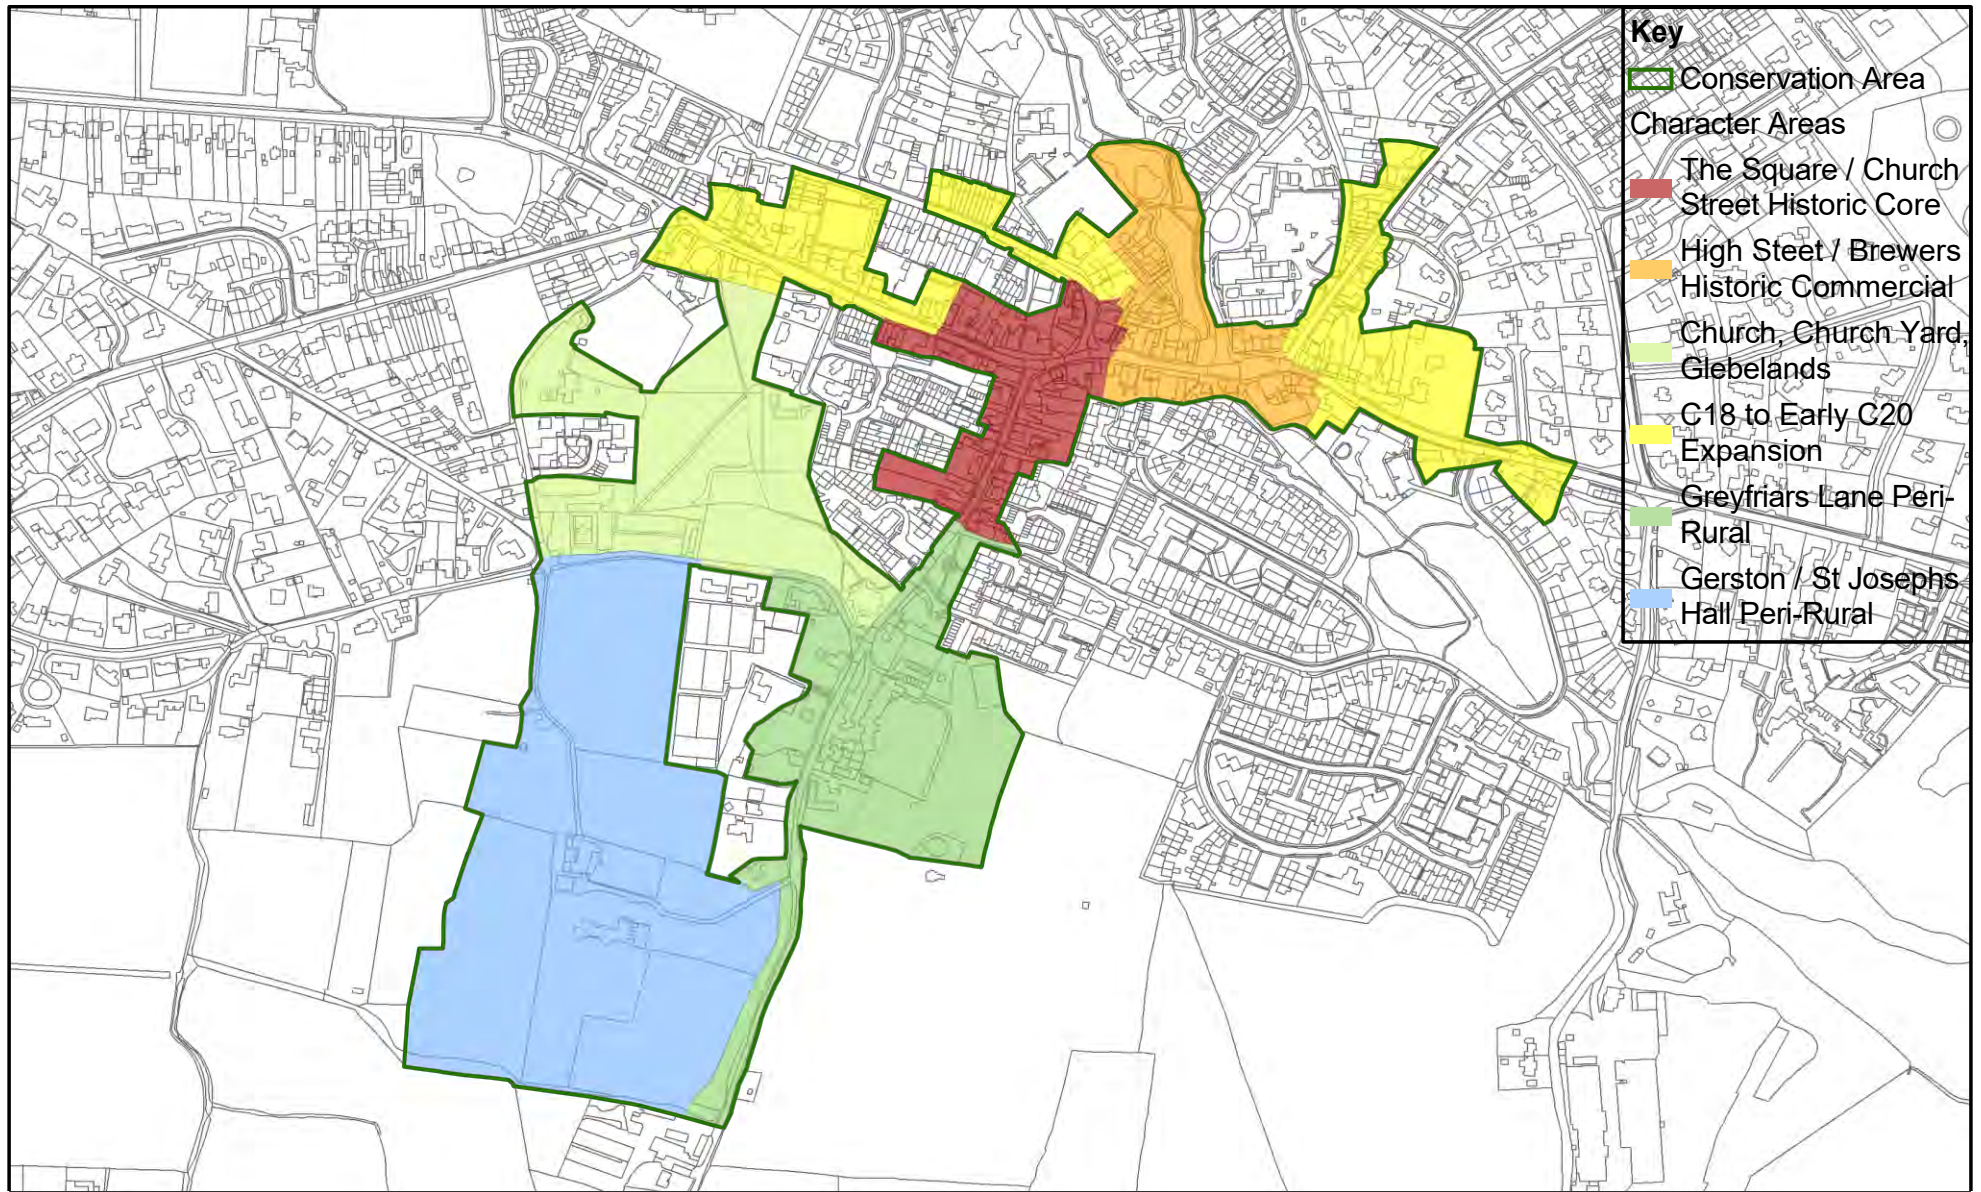 Key
Conservation Area
Character Areas
The Square / Church
Street Historic Core
High Steet / Brewers
Historic Commercial
Church, Church Yard,
Glebelands
C18 to Early C20
Expansion
Greyfriars Lane Peri-
Rural
Gerston / St Josephs
Hall Peri-Rural